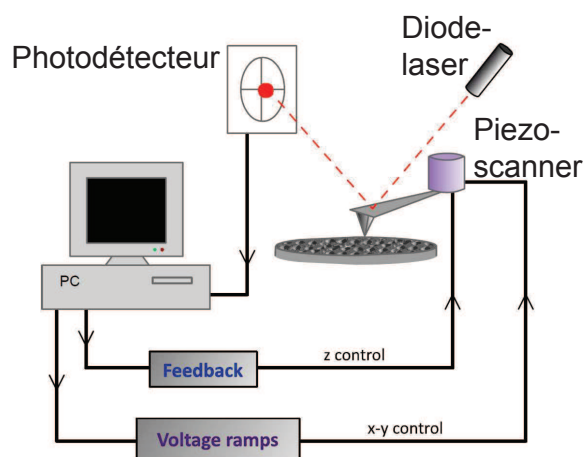 Photodétecteur
Diode-
laser
Piezo-
scanner
PC
Feedback
z control
Voltage ramps
x-y control